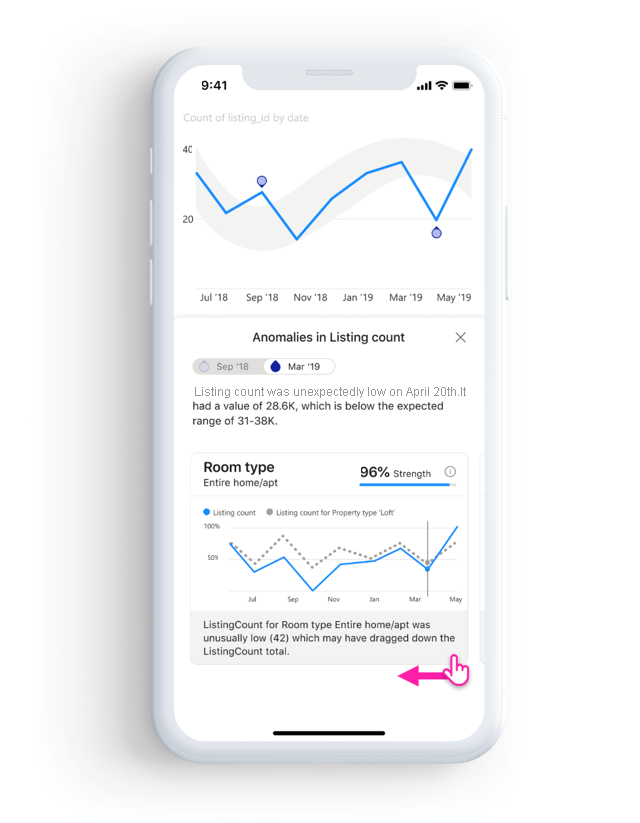 9:41
Count of listing_id by date
40
20
Jul '18 Sep '18 Nov '18 Jan '19 Mar '19 May '19
Anomalies in Listing count
Sep '18 Mar '19
Listing count was unexpectedly low on April 20th.It
had a value of 28.6K, which is below the expected
range of 31-38K.
Room type
Entire home/apt
96% Strength
Listing count Listing count for Property type 'Loft'
100%
50%
Jul Sep Nov Jan Mar May
ListingCount for Room type Entire home/apt was
unusually low (42) which may have dragged down the
ListingCount total.